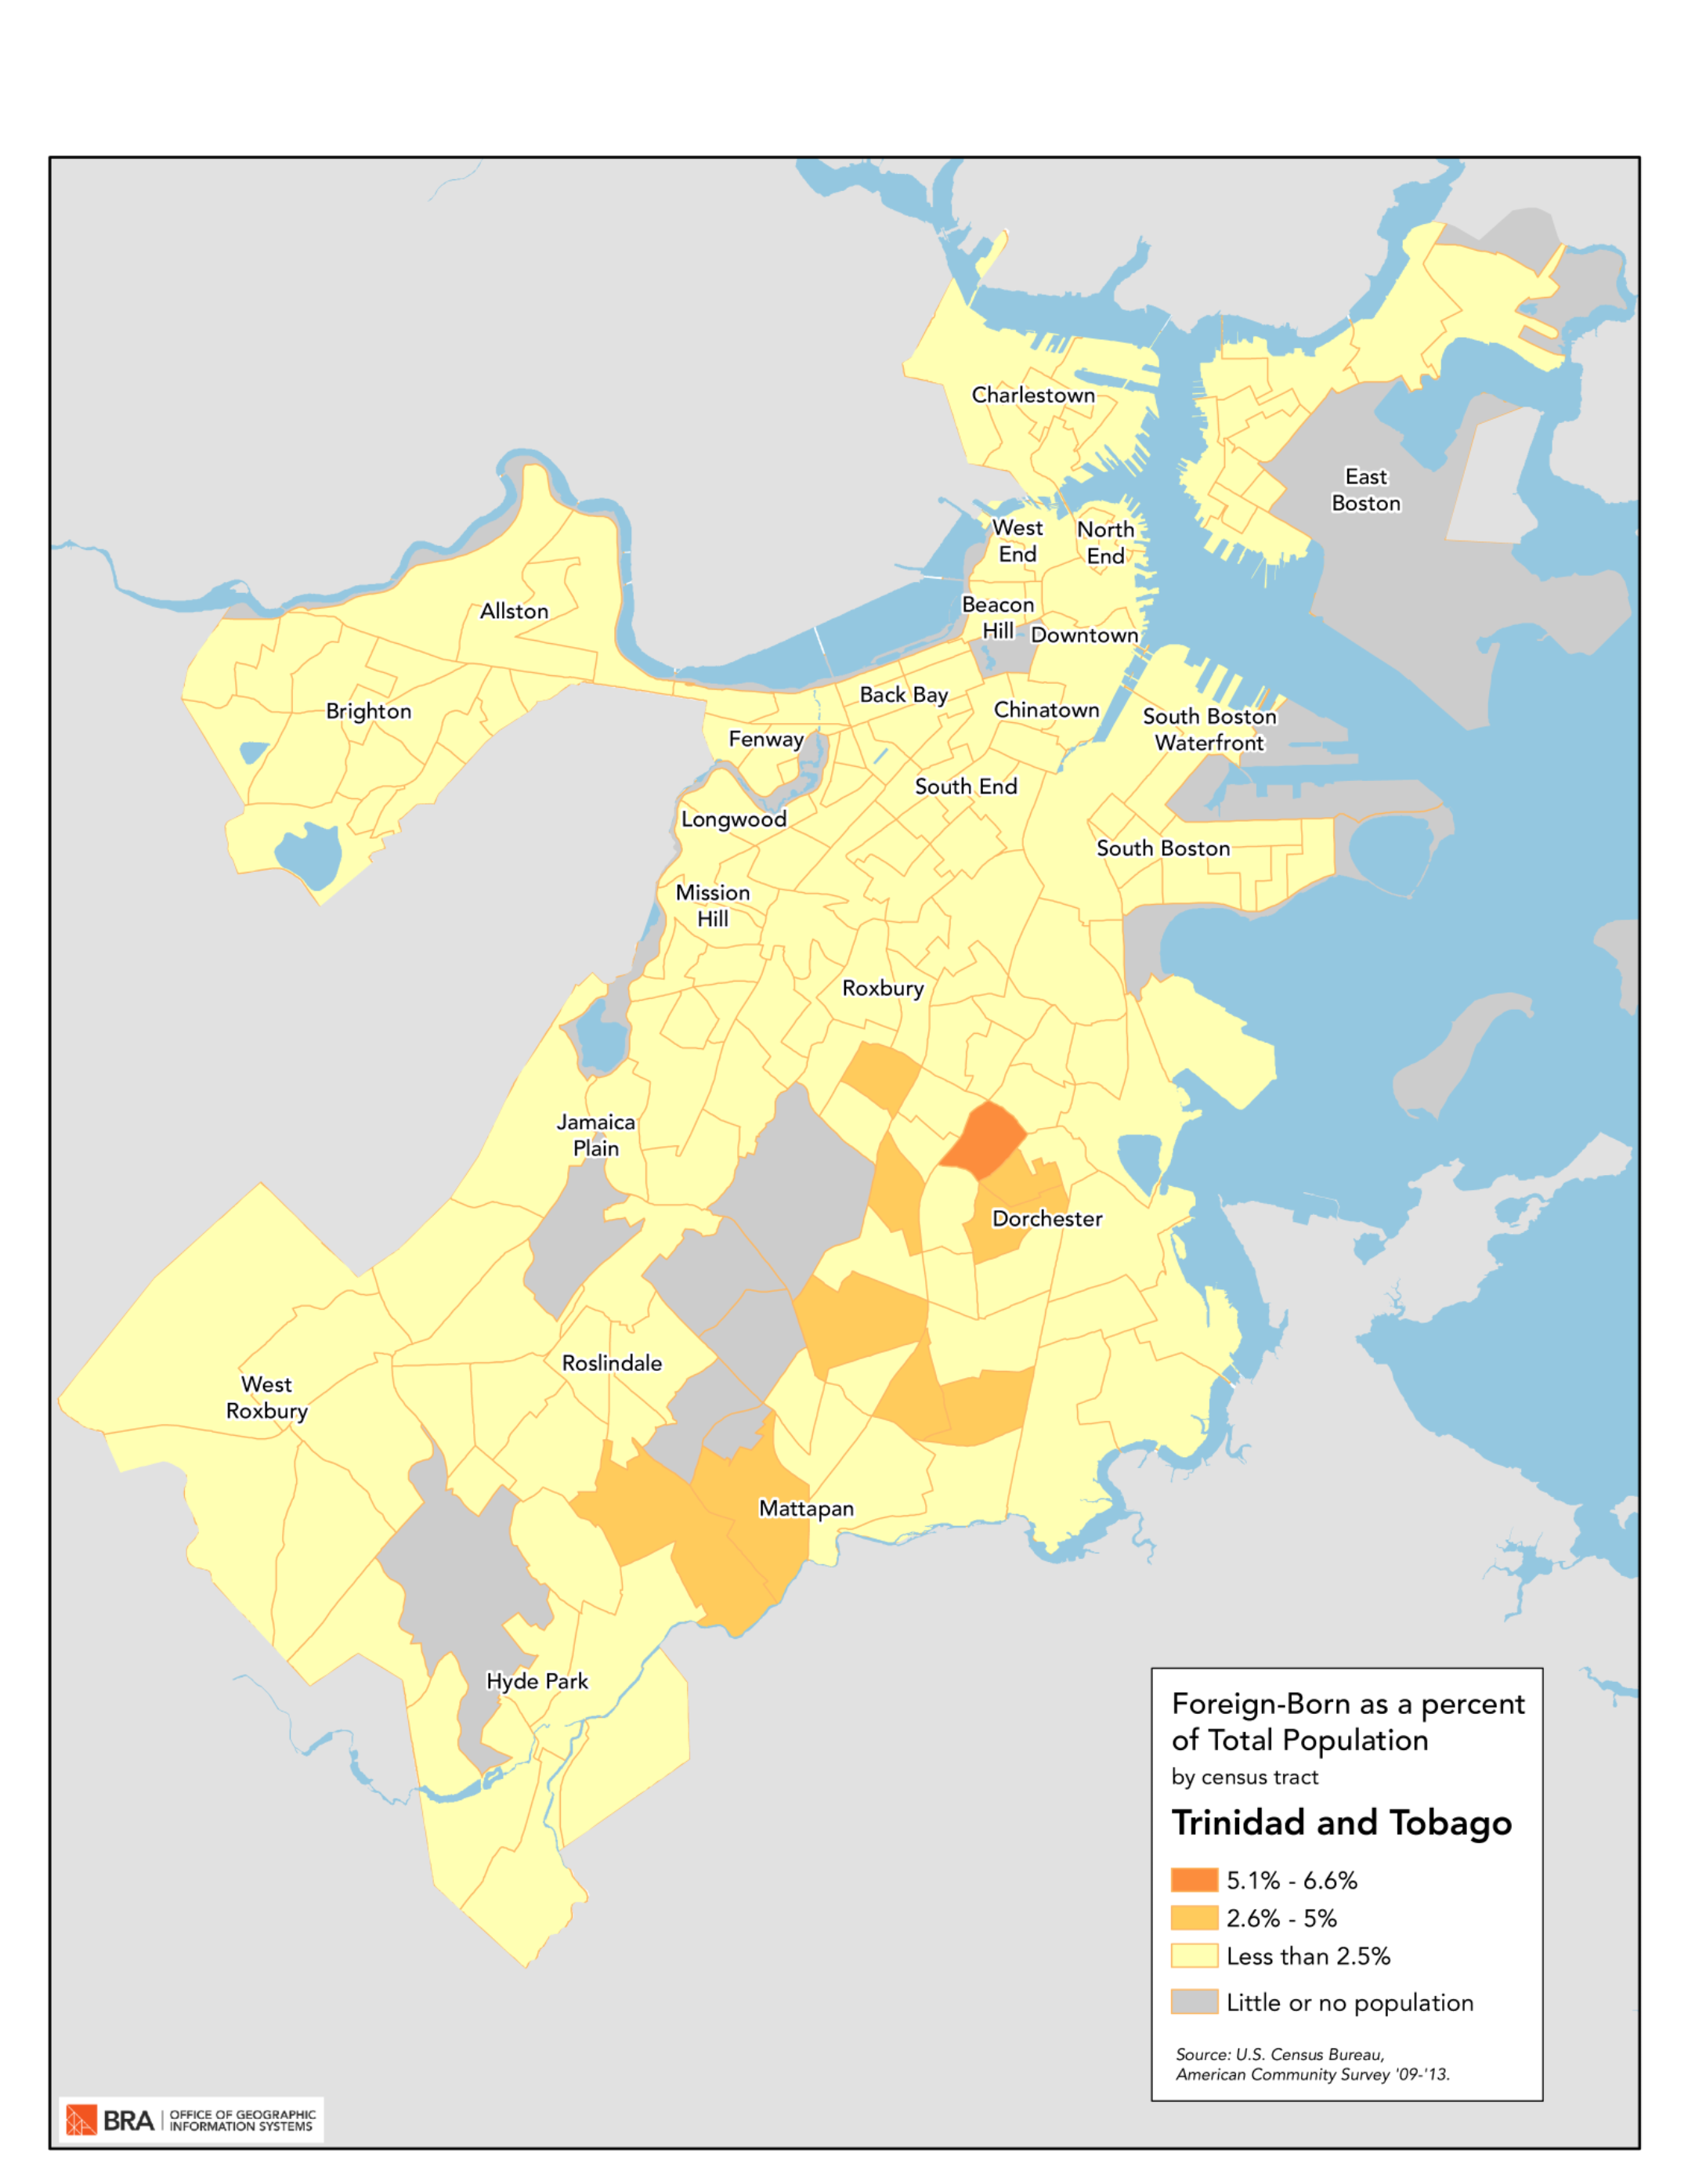 Charlestown
East
Boston
West
End
North
End
Allston
Beacon
Hill
Downtown
Back Bay
Chinatown
Brighton
South Boston
Waterfront
Fenway
South End
Longwood
South Boston
Mission
Hill
Roxbury
Jamaica
Plain
Dorchester
Roslindale
West
Roxbury
Mattapan
Hyde Park
Foreign-Born as a percent
of Total Population
by census tract
Trinidad and Tobago
5.1% - 6.6%
2.6% - 5%
Less than 2.5%
Little or no population
Source: U.S. Census Bureau,
American Community Survey '09-'13.
BRA
OFFICE OF GEOGRAPHIC
INFORMATION SYSTEMS